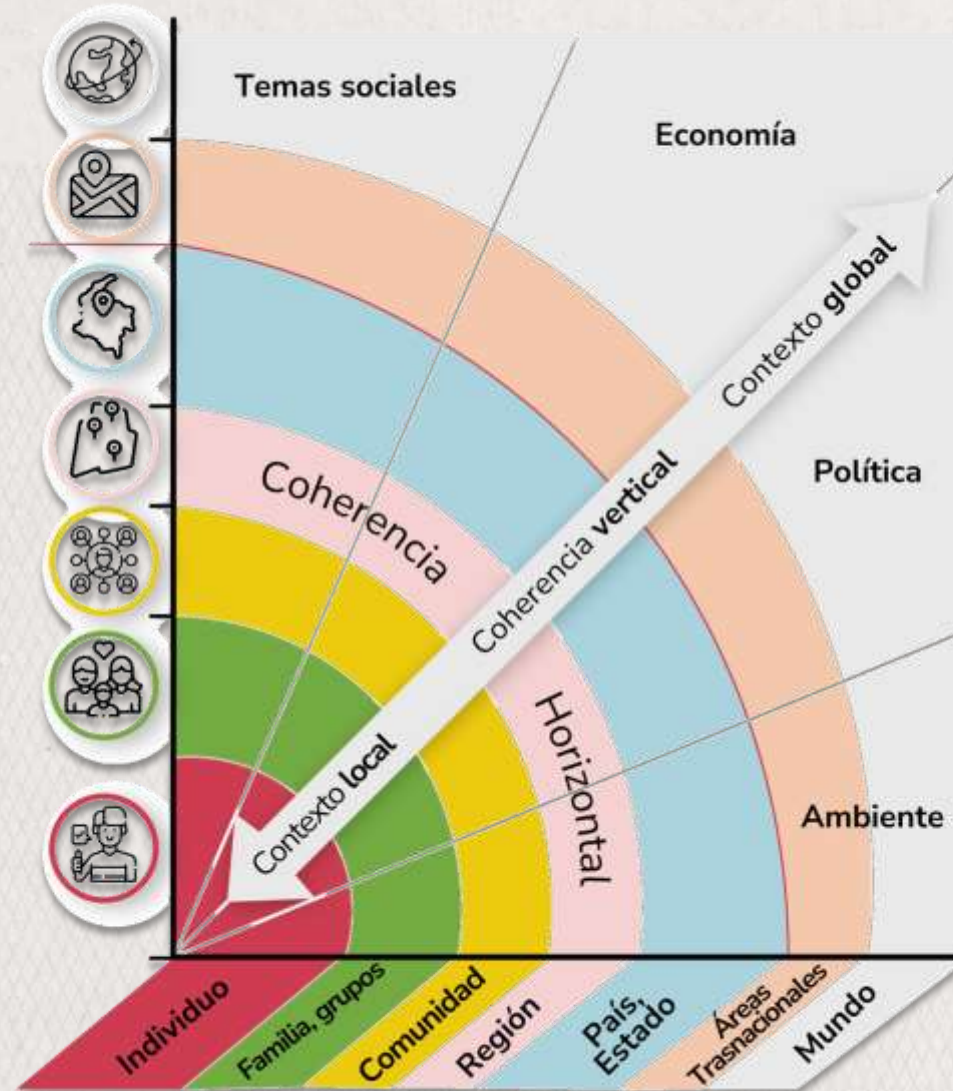 Temas sociales
Economía
Política
Ambiente
Contexto global
Coherencia vertical
Contexto local
Coherencia
Horizontal
Individuo
Familia, grupos
Comunidad
Región
País,
Estado
Áreas
Trasnacionales
Mundo